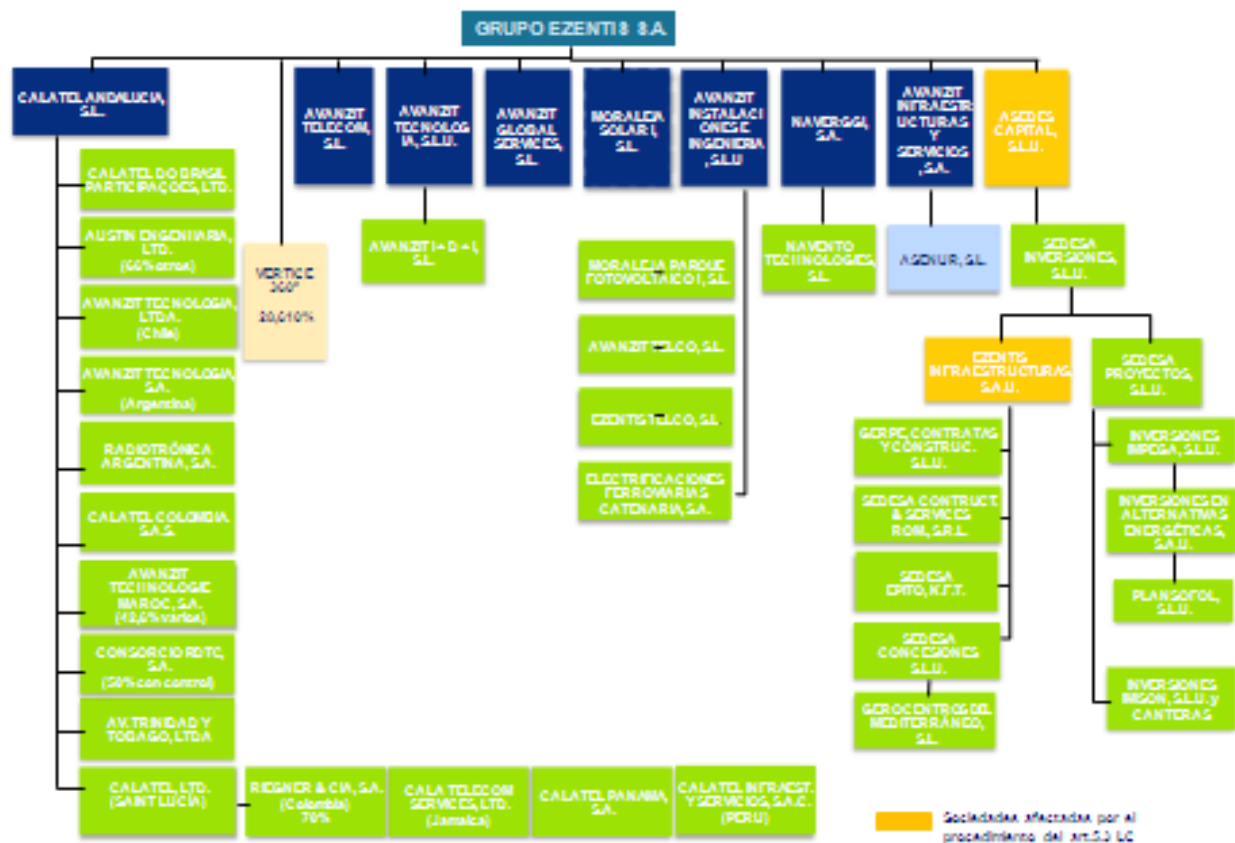 GRUPO EZENTIS S.A.
CALATEL ANDALUCIA,
S.L.
AVANZIT
TELECOM,
S.L.
AVANZIT
TECNOLOG
IA, S.L.U.
AVANZIT
GLOBAL
SERVICES,
S.L.
MORALEJA
SOLAR I,
S.L.
AVANZIT
INSTALACI
ONES E
INGENIERIA
, S.L.U
NAVERGGI,
S.A.
AVANZIT
INFRAESTR
UCTURAS
Y
SERVICIOS
, S.A.
ASEDES
CAPITAL,
S.L.U.
CALATEL DO BRASIL
PARTICIPAÇOES, LTD.
AUSTIN ENGENHARIA,
LTD.
(66% otros)
AVANZIT TECNOLOGIA,
LTDA.
(Chile)
AVANZIT TECNOLOGIA,
S.A.
(Argentina)
RADIOTRÓNICA
ARGENTINA, S.A.
CALATEL COLOMBIA
S.A.S.
AVANZIT
TECHNOLOGIE
MAROC, S.A.
CONSORCIO RDTC,
S.A.
(50% con control)
AV. TRINIDAD Y
TOBAGO, LTDA
CALATEL, LTD.
(SAINT LUCIA)
RIEGNER & CIA, S.A.
(Colombia)
70%
CALA TELECOM
SERVICES, LTD.
(Jamaica)
CALATEL PANAMA,
S.A.
CALATEL INFRAEST.
Y SERVICIOS, S.A.C.
(PERU)
VERTICE
360º
AVANZIT I + D + I,
S.L.
MORALEJA PARQUE
FOTOVOLTAICO I, S.L.
AVANZIT TELCO, S.L.
EZENTIS TELCO, S.L.
ELECTRIFICACIONES
FERROVIARIAS
CATENARIA, S.A.
NAVENTO
TECHNOLOGIES,
S.L.
ASENUR, S.L.
SEDESA
INVERSIONES,
S.L.U.
EZENTIS
INFRAESTRUCTURAS
S.A.U.
SEDESA
PROYECTOS,
S.L.U.
GERPE, CONTRATAS
Y CONSTRUC.
S.L.U.
SEDESA CONTRUCT.
& SERVICES
ROM, S.R.L.
SEDESA
EPITO, K.F.T.
SEDESA
CONCESIONES
S.L.U.
GEROCENTROS DEL
MEDITERRÁNEO,
S.L.
INVERSIONES
IMPEGA, S.L.U.
INVERSIONES EN
ALTERNATIVAS
ENERGÉTICAS,
S.A.U.
PLANSOFOL,
S.L.U.
INVERSIONES
IMISON, S.L.U. y
CANTERAS
Sociedades afectadas por el
procedimiento del art.5.3 LC